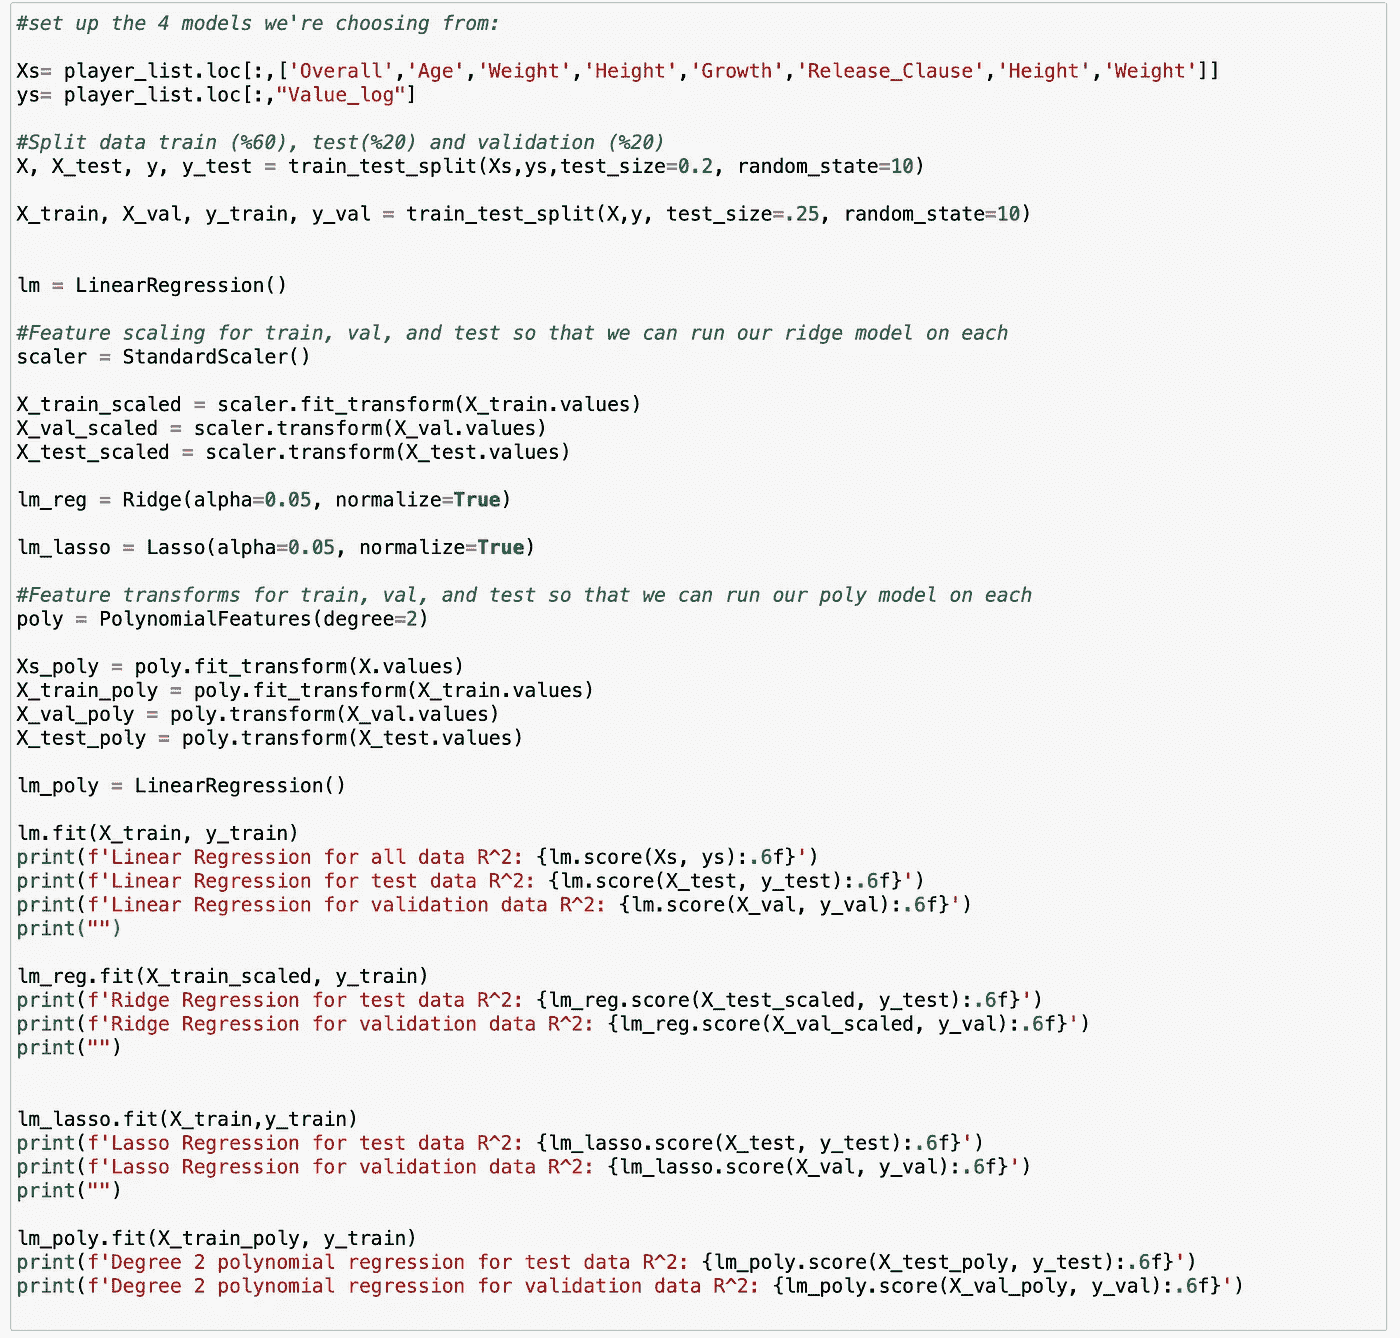 #set up the 4 models we're choosing from:
Xs= player_list.loc[:,['Overall','Age','Weight','Height','Growth','Release_Clause','Height','Weight']]
ys= player_list.loc[:,"Value_log"]
#Split data train (%60), test(%20) and validation (%20)
X, X_test, y, y_test = train_test_split(Xs,ys,test_size=0.2, random_state=10)
X_train, X_val, y_train, y_val = train_test_split(X,y, test_size=.25, random_state=10)
lm = LinearRegression()
#Feature scaling for train, val, and test so that we can run our ridge model on each
scaler = StandardScaler()
X_train_scaled = scaler.fit_transform(X_train.values)
X_val_scaled = scaler.transform(X_val.values)
X_test_scaled = scaler.transform(X_test.values)
lm_reg = Ridge(alpha=0.05, normalize=True)
lm_lasso = Lasso(alpha=0.05, normalize=True)
#Feature transforms for train, val, and test so that we can run our poly model on each
poly = PolynomialFeatures(degree=2)
Xs_poly = poly.fit_transform(X.values)
X_train_poly = poly.fit_transform(X_train.values)
X_val_poly = poly.transform(X_val.values)
X_test_poly = poly.transform(X_test.values)
lm_poly = LinearRegression()
lm.fit(X_train, y_train)
print(f'Linear Regression for all data R^2: {lm.score(Xs, ys):.6f}')
print(f'Linear Regression for test data R^2: {lm.score(X_test, y_test):.6f}')
print(f'Linear Regression for validation data R^2: {lm.score(X_val, y_val):.6f}')
print("")
lm_reg.fit(X_train_scaled, y_train)
print(f'Ridge Regression for test data R^2: {lm_reg.score(X_test_scaled, y_test):.6f}')
print(f'Ridge Regression for validation data R^2: {lm_reg.score(X_val_scaled, y_val):.6f}')
print("")
lm_lasso.fit(X_train,y_train)
print(f'Lasso Regression for test data R^2: {lm_lasso.score(X_test, y_test):.6f}')
print(f'Lasso Regression for validation data R^2: {lm_lasso.score(X_val, y_val):.6f}')
print("")
lm_poly.fit(X_train_poly, y_train)
print(f'Degree 2 polynomial regression for test data R^2: {lm_poly.score(X_test_poly, y_test):.6f}')
print(f'Degree 2 polynomial regression for validation data R^2: {lm_poly.score(X_val_poly, y_val):.6f}')